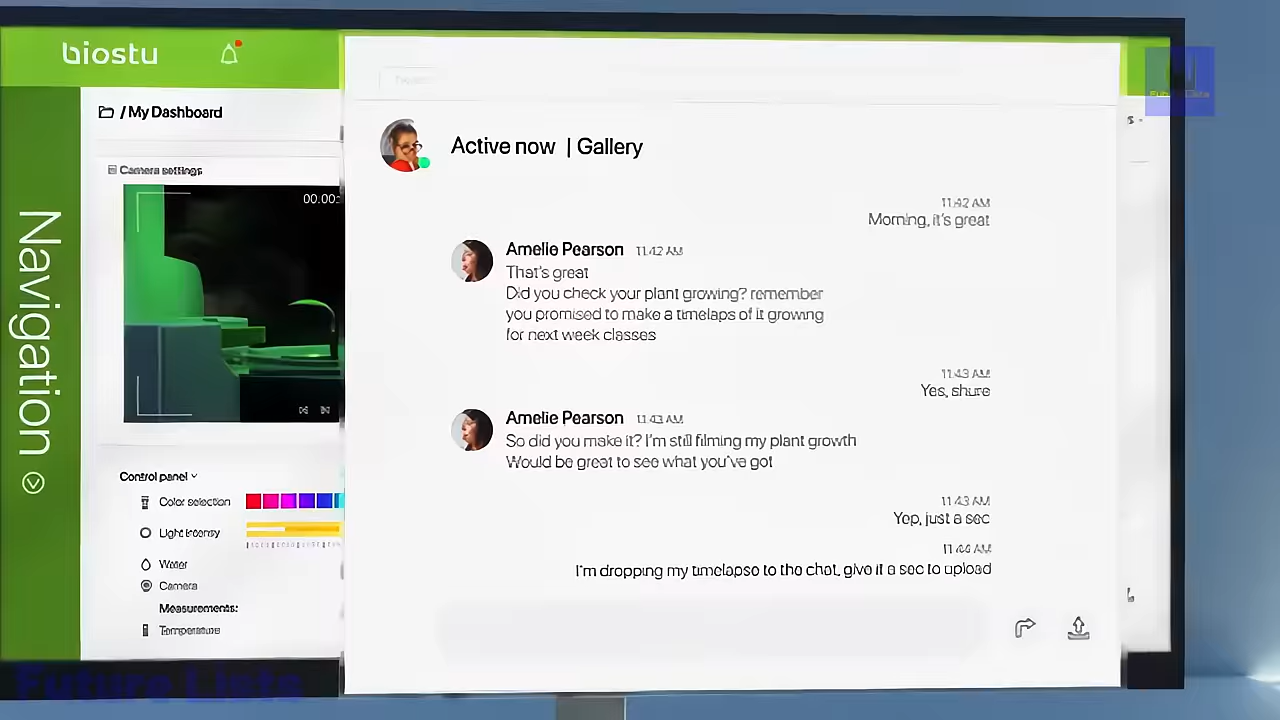 biostu
/ My Dashboard
Camera settings
00.00:
Navigation
Control panel
Color selection
Light intensity
Water
Camera
Measurements:
Temperature
Active now | Gallery
11:42 AM
Morning, it's great
Amelie Pearson 11:42 AM
That's great
Did you check your plant growing? remember
you promised to make a timelaps of it growng
for next week classes
11:43 AM
Yes, shure
Amelie Pearson 11:43 AM
So did you make it? I'm still filming my plant growth
Would be great to see what you've got
11:43 AM
Yep, just a sec
11:44 AM
I'm dropping my timelapse to the chat, give it a sec to upload
Future Lists
Future Lists